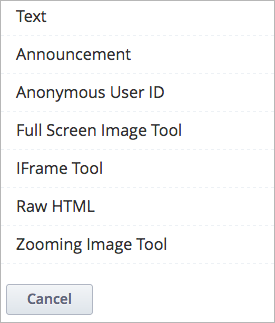 Text
Announcement
Anonymous User ID
Full Screen Image Tool
IFrame Tool
Raw HTML
Zooming Image Tool
Cancel